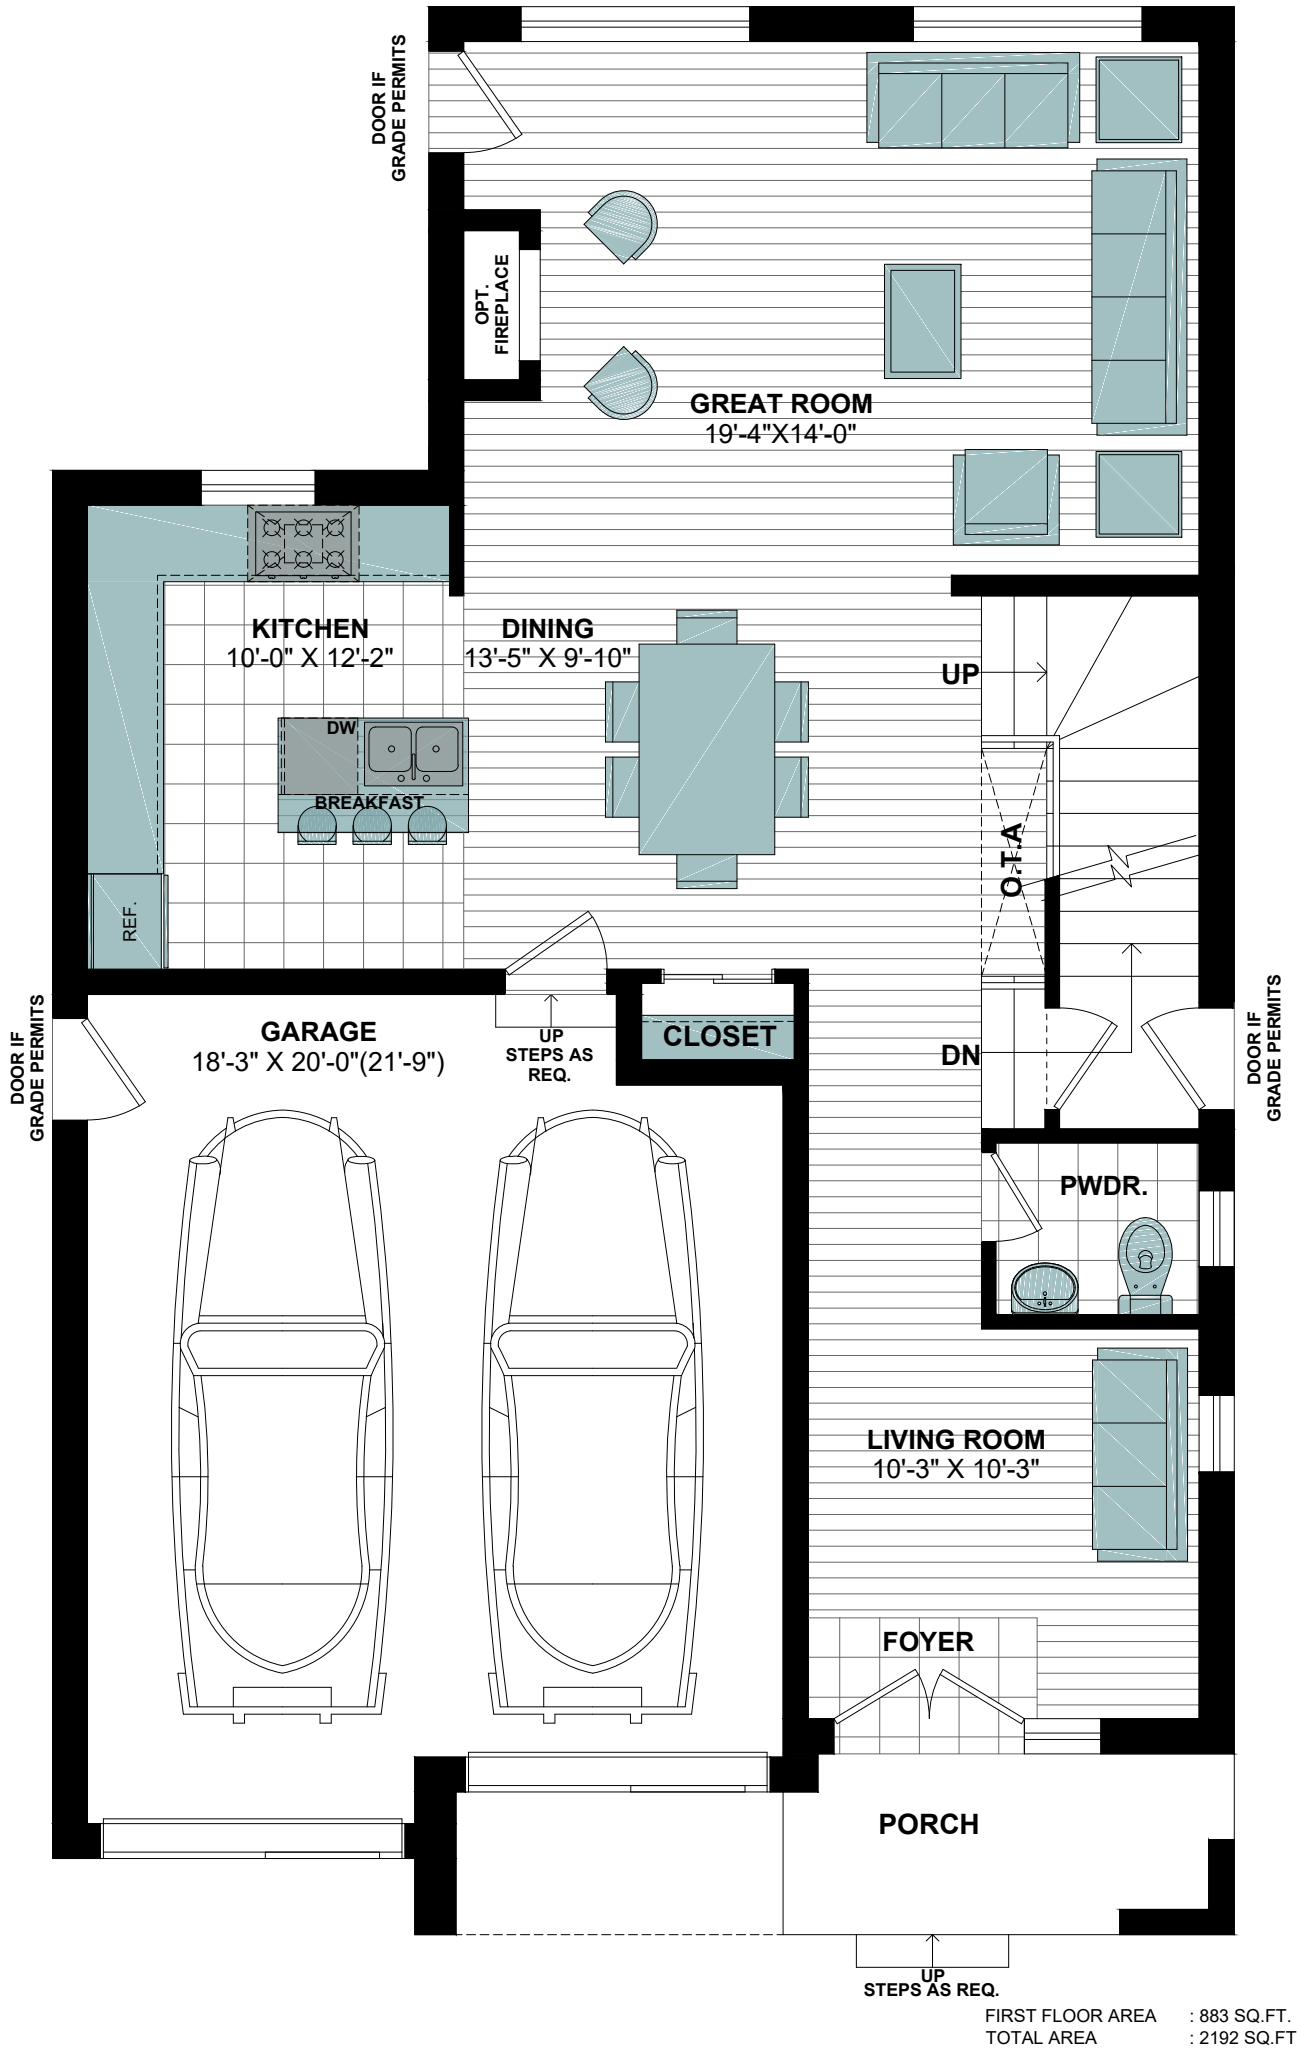 DOOR IF
GRADE PERMITS
OPT.
FIREPLACE
GREAT ROOM
19'-4"X14'-0"
KITCHEN
10'-0" X 12'-2"
DINING
13'-5" X 9'-10"
UP
DW
BREAKFAST
O.T.A
REF.
DOOR IF
GRADE PERMITS
GARAGE
18'-3" X 20'-0"(21'-9")
UP
STEPS AS
REQ.
CLOSET
DN
DOOR IF
GRADE PERMITS
PWDR.
LIVING ROOM
10'-3" X 10'-3"
FOYER
PORCH
UP
STEPS AS REQ.
FIRST FLOOR AREA : 883 SQ.FT.
TOTAL AREA : 2192 SQ.FT